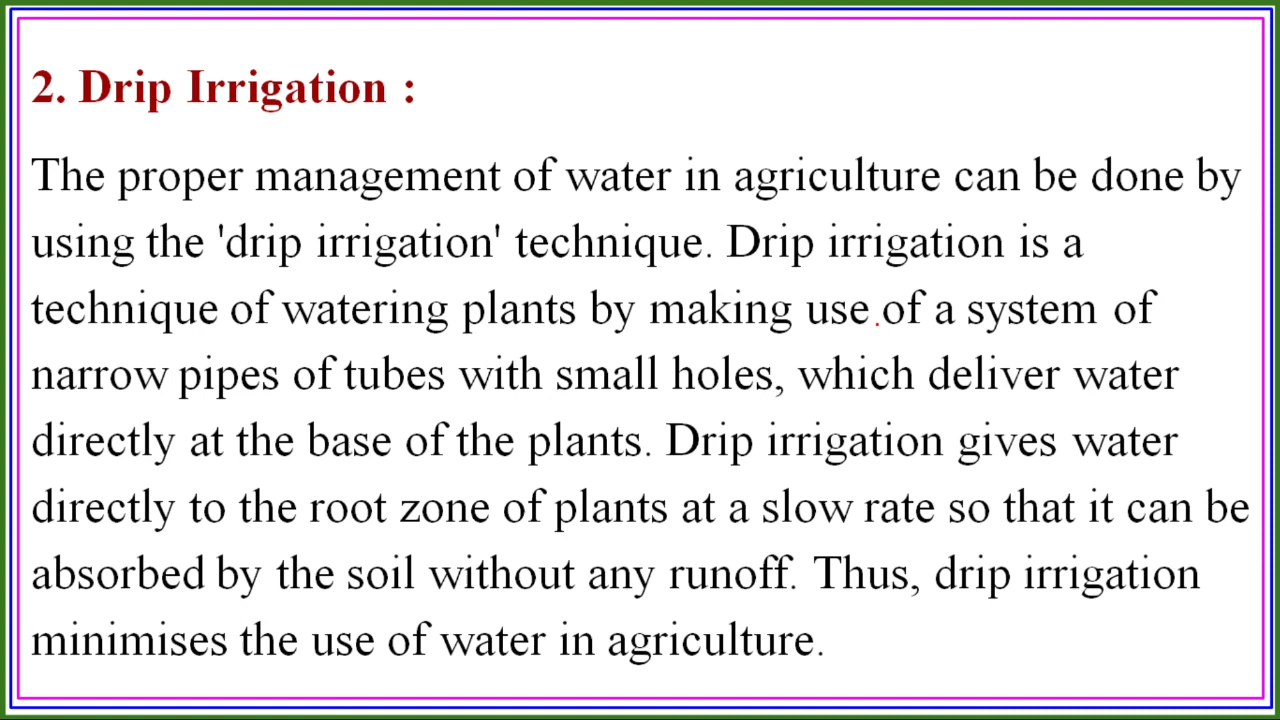 2. Drip Irrigation :
The proper management of water in agriculture can be done by
using the 'drip irrigation' technique. Drip irrigation is a
technique of watering plants by making use of a system of
narrow pipes of tubes with small holes, which deliver water
directly at the base of the plants. Drip irrigation gives water
directly to the root zone of plants at a slow rate so that it can be
absorbed by the soil without any runoff. Thus, drip irrigation
minimises the use of water in agriculture.